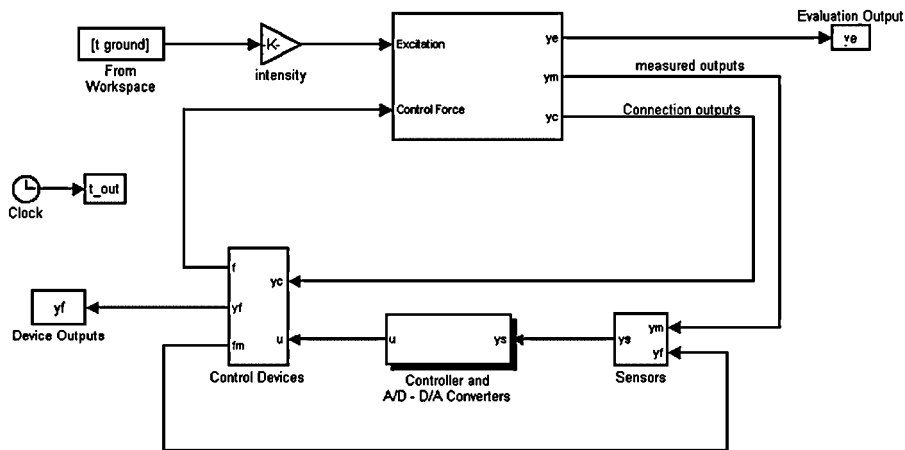 Evaluation Output
[t ground]
From
Workspace
-K-
intensity
Excitation
Control Force
ye
ym
yc
ye
measured outputs
Connection outputs
Clock
t_out
f
yf
fm
yc
u
Control Devices
yf
Device Outputs
u
ys
Controller and
A/D - D/A Converters
ys
ym
yf
Sensors